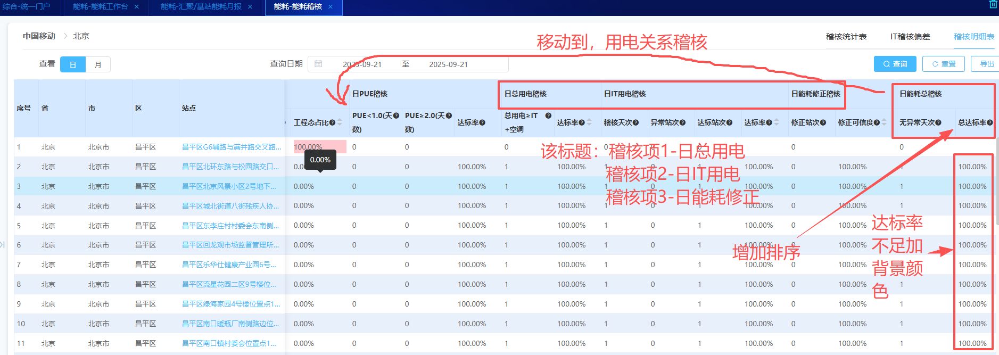 综合-统一门户 能耗-能耗工作台 × 能耗-汇聚/基站能耗月报 × 能耗-能耗稽核 ×
中国移动 > 北京 移动到，用电关系稽核 稽核统计表 IT稽核偏差 稽核明细表
查看 日 月 查询日期 2025-09-21 至 2025-09-21 查询 重置 导出
日PUE稽核 日总用电稽核 日IT用电稽核 日能耗修正稽核 日能耗总稽核
序号 省 市 区 站点 工程态占比 PUE<1.0(天数) PUE≥2.0(天数) 达标率 总用电≥IT+空调 达标率 稽核天次 异常站次 达标站次 达标率 修正站次 修正可信度 无异常天次 总达标率
1 北京 北京市 昌平区 昌平区G6辅路与满井路交叉路... 100.00% 0 0 0 0 0 0
该标题：稽核项1-日总用电
稽核项2-日IT用电
稽核项3-日能耗修正
0.00%
2 北京 北京市 昌平区 昌平区北环东路与松园路交口... 0.00% 0 0 100.00% 1 100.00% 1 0 1 100.00% 0 100.00% 1 100.00%
3 北京 北京市 昌平区 昌平区北京风景小区2号地下... 0.00% 0 0 100.00% 1 100.00% 1 0 1 100.00% 0 100.00% 1 100.00%
4 北京 北京市 昌平区 昌平区城北街道八街残疾人协... 0.00% 0 0 100.00% 1 100.00% 1 0 1 100.00% 0 100.00% 1 100.00%
5 北京 北京市 昌平区 昌平区东李庄村村委会东南侧... 0.00% 0 0 100.00% 1 100.00% 1 0 1 100.00% 0 100.00% 1 100.00%
6 北京 北京市 昌平区 昌平区回龙观市场监督管理所... 0.00% 0 0 100.00% 1 100.00% 1 0 1 100.00% 0 100.00% 1 100.00%
7 北京 北京市 昌平区 昌平区乐华仕健康产业园6号... 0.00% 0 0 100.00% 1 100.00% 1 0 1 100.00% 0 100.00% 1 100.00%
8 北京 北京市 昌平区 昌平区流星花园二区9号楼位... 0.00% 0 0 100.00% 1 100.00% 1 0 1 100.00% 0 100.00% 1 100.00%
9 北京 北京市 昌平区 昌平区绿海家园4号楼位置点1... 0.00% 0 0 100.00% 1 100.00% 1 0 1 100.00% 0 100.00% 1 100.00%
10 北京 北京市 昌平区 昌平区南口暖瓶厂南侧路边位... 0.00% 0 0 100.00% 1 100.00% 1 0 1 100.00% 0 100.00% 1 100.00%
11 北京 北京市 昌平区 昌平区南口镇村委会位置点1... 0.00% 0 0 100.00% 1 100.00% 1 0 1 100.00% 0 100.00% 1 100.00%
增加排序
达标率
不足加
背景颜
色